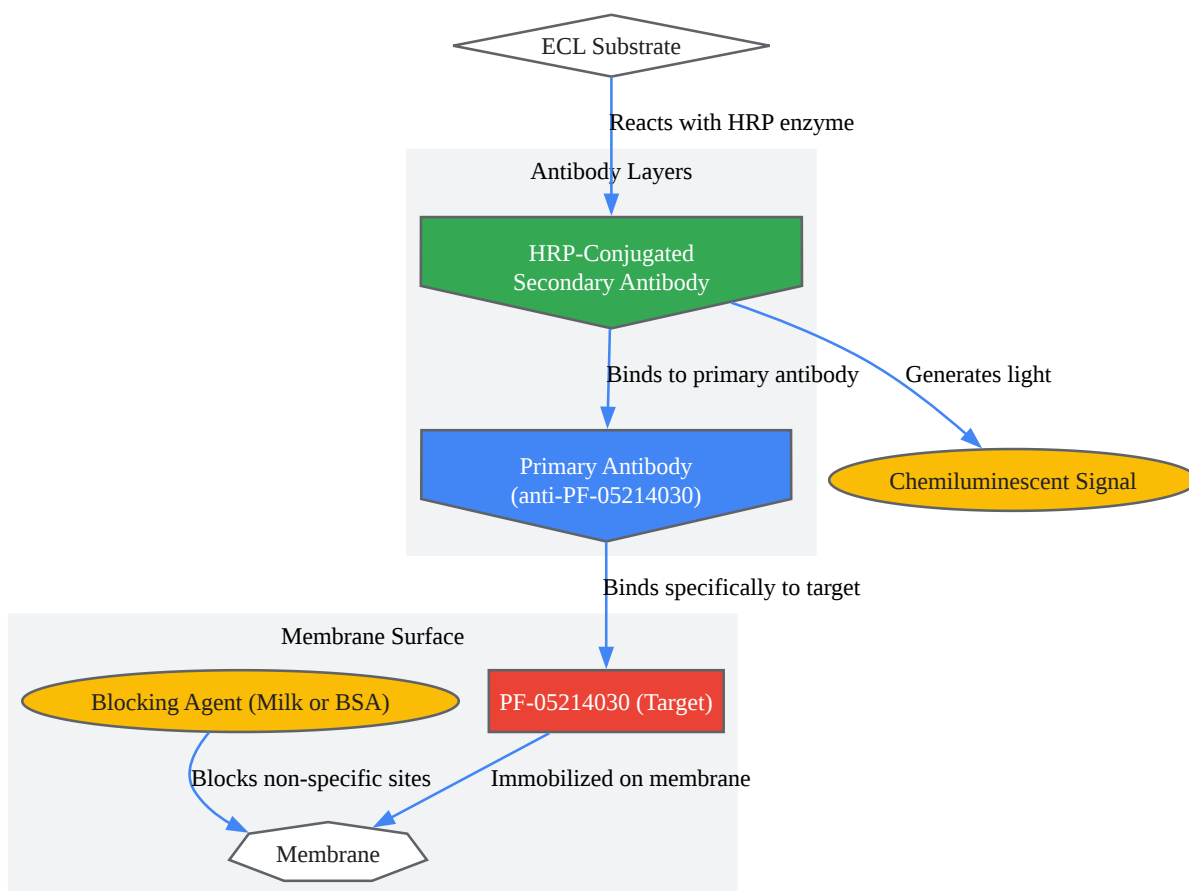 ECL Substrate
Reacts with HRP enzyme
Antibody Layers
HRP-Conjugated
Secondary Antibody
Binds to primary antibody
Generates light
Primary Antibody
(anti-PF-05214030)
Chemiluminescent Signal
Binds specifically to target
Membrane Surface
Blocking Agent (Milk or BSA)
PF-05214030 (Target)
Blocks non-specific sites
Immobilized on membrane
Membrane